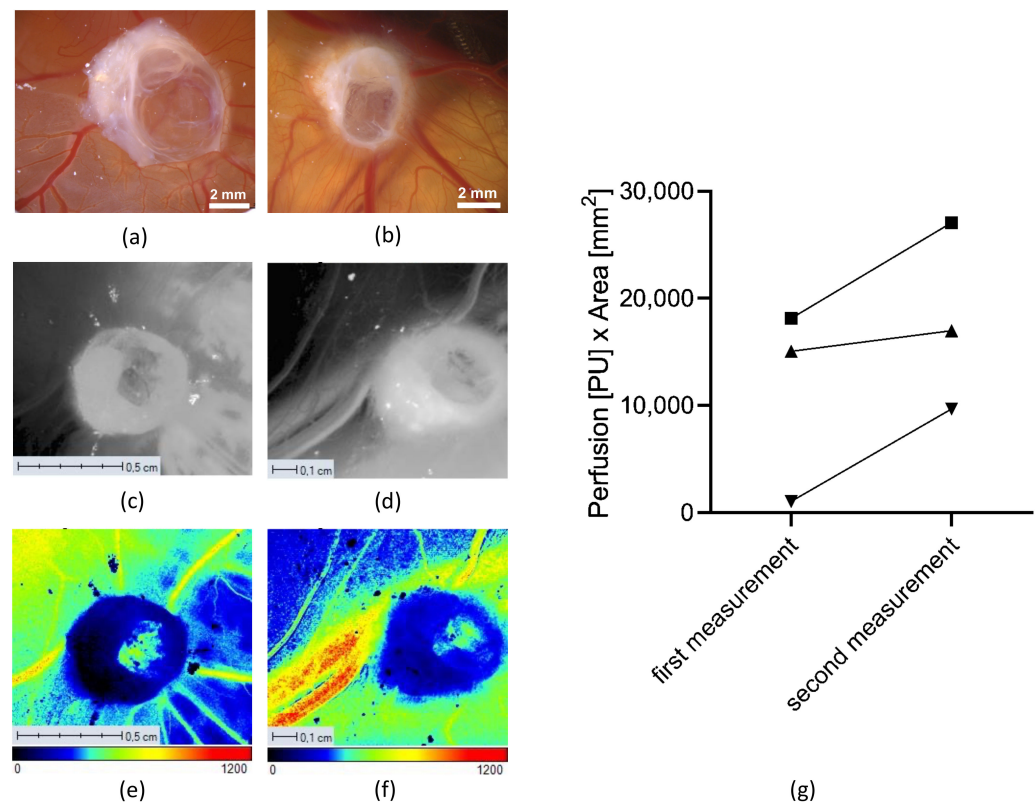 2 mm
2 mm
(a)
(b)
0,5 cm
0,1 cm
(c)
(d)
0,5 cm
0,1 cm
0
1200
0
1200
(e)
(f)
Perfusion [PU] x Area [mm²]
30,000
20,000
10,000
0
first measurement
second measurement
(g)